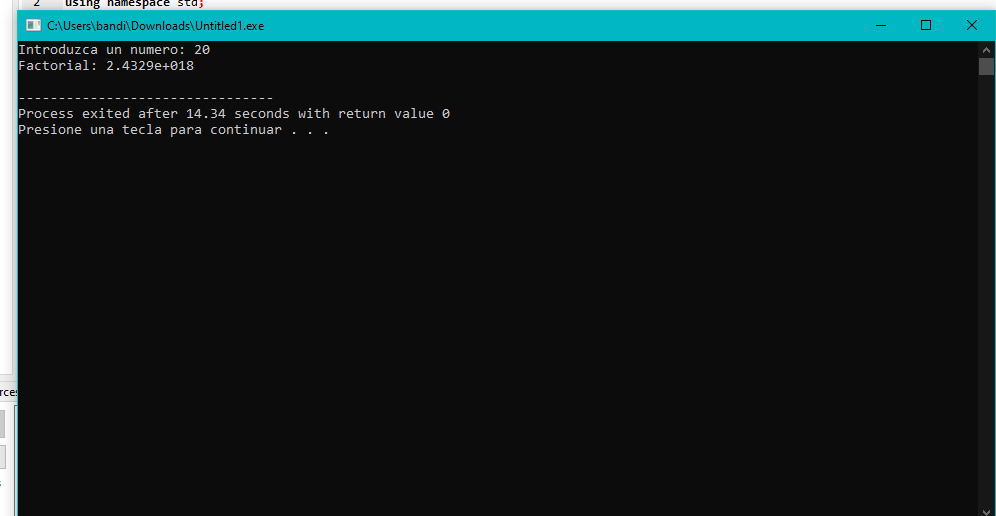 2 using namespace std;
C:\Users\bandi\Downloads\Untitled1.exe
Introduzca un numero: 20
Factorial: 2.4329e+018
--------------------------------
Process exited after 14.34 seconds with return value 0
Presione una tecla para continuar . . .
rces